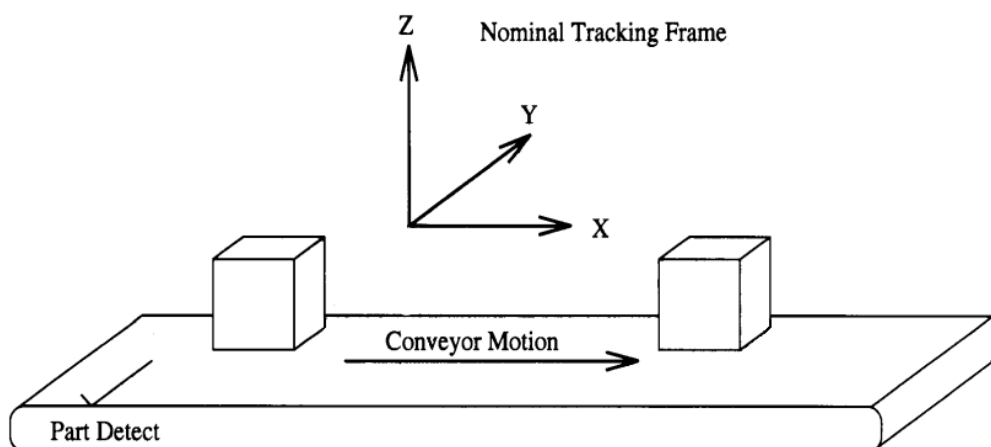 Z
Nominal Tracking Frame
Y
X
Conveyor Motion
Part Detect